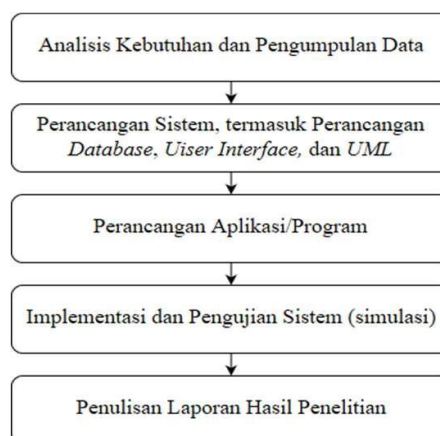 Analisis Kebutuhan dan Pengumpulan Data
Perancangan Sistem, termasuk Perancangan
Database, Uiser Interface, dan UML
Perancangan Aplikasi/Program
Implementasi dan Pengujian Sistem (simulasi)
Penulisan Laporan Hasil Penelitian